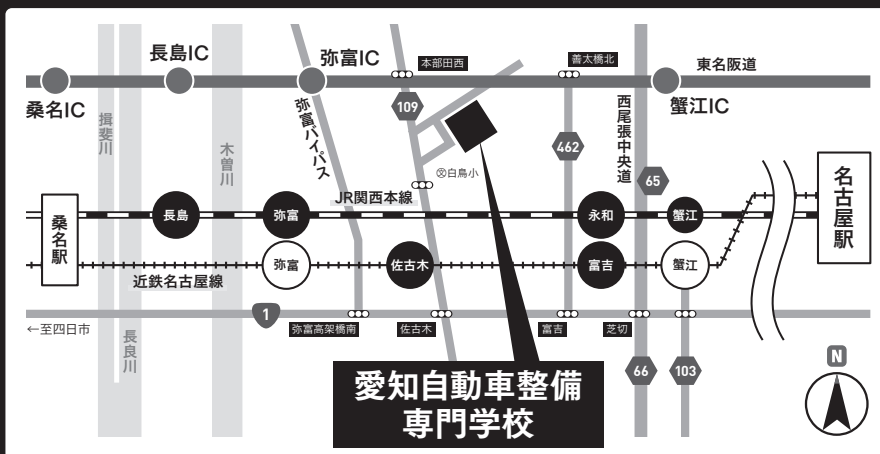 長島IC
弥富IC
本部田西
善太橋北
東名阪道
桑名IC
蟹江IC
揖斐川
木曽川
弥富バイパス
109
462
西尾張中央道
65
文白鳥小
JR関西本線
桑名駅
長島
弥富
永和
蟹江
名古屋駅
弥富
佐古木
富吉
蟹江
近鉄名古屋線
1
←至四日市
弥富高架橋南
佐古木
富吉
芝切
長良川
66
103
N
愛知自動車整備
専門学校